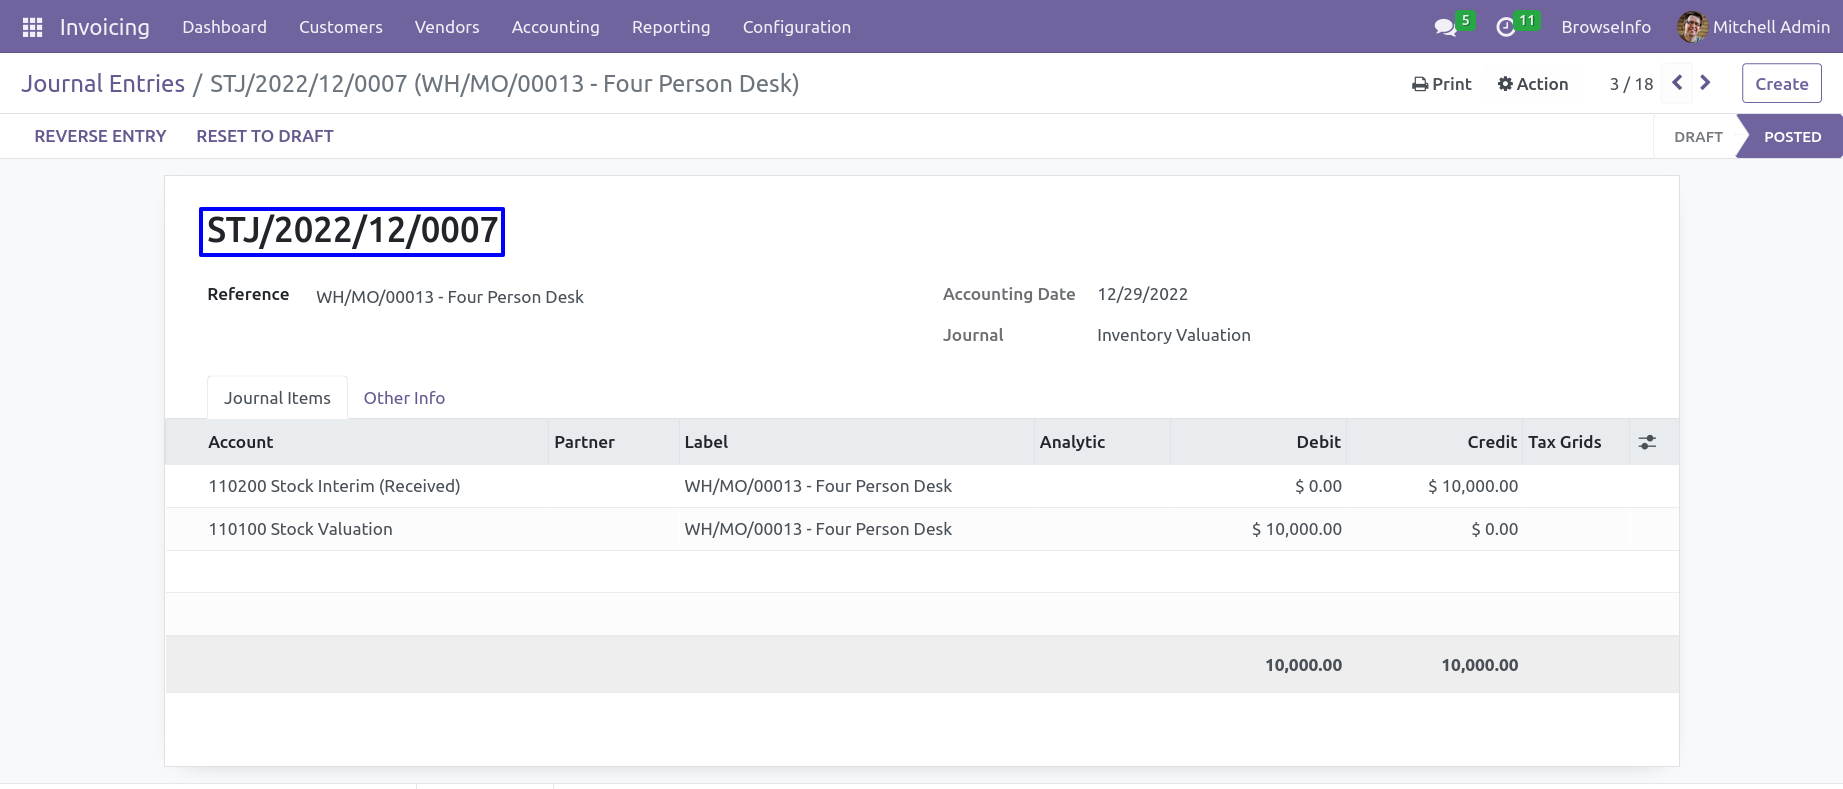 Invoicing Dashboard Customers Vendors Accounting Reporting Configuration 5 11 BrowseInfo Mitchell Admin
Journal Entries / STJ/2022/12/0007 (WH/MO/00013 - Four Person Desk) Print Action 3 / 18 Create
REVERSE ENTRY RESET TO DRAFT DRAFT POSTED
STJ/2022/12/0007
Reference WH/MO/00013 - Four Person Desk Accounting Date 12/29/2022
Journal Inventory Valuation
Journal Items Other Info
Account Partner Label Analytic Debit Credit Tax Grids
110200 Stock Interim (Received) WH/MO/00013 - Four Person Desk $ 0.00 $ 10,000.00
110100 Stock Valuation WH/MO/00013 - Four Person Desk $ 10,000.00 $ 0.00
10,000.00 10,000.00